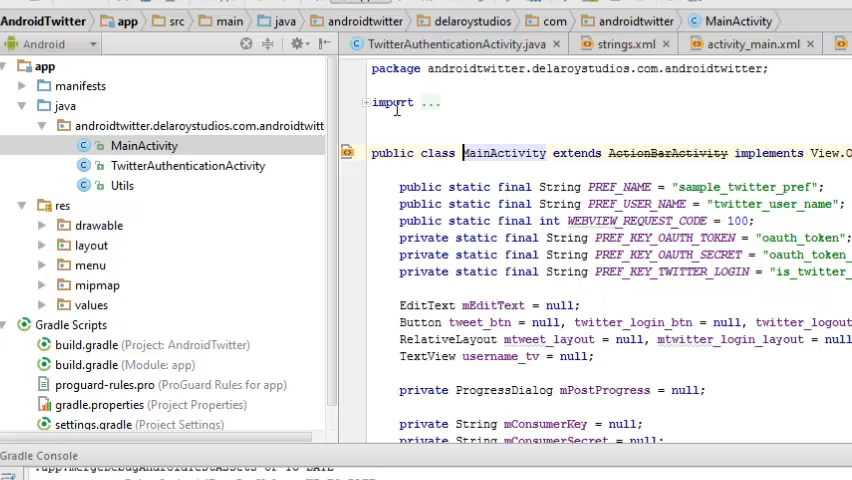 AndroidTwitter app src main java androidtwitter delaroystudios com androidtwitter MainActivity
Android
TwitterAuthenticationActivity.java strings.xml activity_main.xml
app
manifests
java
androidtwitter.delaroystudios.com.androidtwitt
MainActivity
TwitterAuthenticationActivity
Utils
res
drawable
layout
menu
mipmap
values
Gradle Scripts
build.gradle (Project: AndroidTwitter)
build.gradle (Module: app)
proguard-rules.pro (ProGuard Rules for app)
gradle.properties (Project Properties)
settings.gradle (Project Settings)
package androidtwitter.delaroystudios.com.androidtwitter;
import ...
public class MainActivity extends ActionBarActivity implements View.O
public static final String PREF_NAME = "sample_twitter_pref";
public static final String PREF_USER_NAME = "twitter_user_name";
public static final int WEBVIEW_REQUEST_CODE = 100;
private static final String PREF_KEY_OAUTH_TOKEN = "oauth_token";
private static final String PREF_KEY_OAUTH_SECRET = "oauth_token
private static final String PREF_KEY_TWITTER_LOGIN = "is_twitter_
EditText mEditText = null;
Button tweet_btn = null, twitter_login_btn = null, twitter_logout
RelativeLayout mtweet_layout = null, mtwitter_login_layout = null
TextView username_tv = null;
private ProgressDialog mPostProgress = null;
private String mConsumerKey = null;
private String mConsumerSecret = null;
Gradle Console